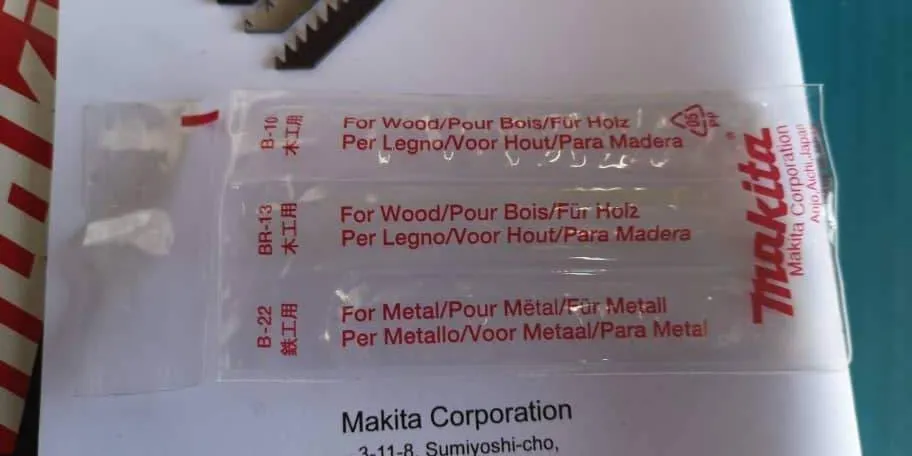 B-10
木工用
For Wood/Pour Bois/Für Holz
Per Legno/Voor Hout/Para Madera
05
PP
BR-13
木工用
For Wood/Pour Bois/Für Holz
Per Legno/Voor Hout/Para Madera
B-22
鉄工用
For Metal/Pour Mëtal/Für Metall
Per Metallo/Voor Metaal/Para Metal
makita
Makita Corporation
Anjo,Aichi,Japan
Makita Corporation
3-11-8, Sumiyoshi-cho,